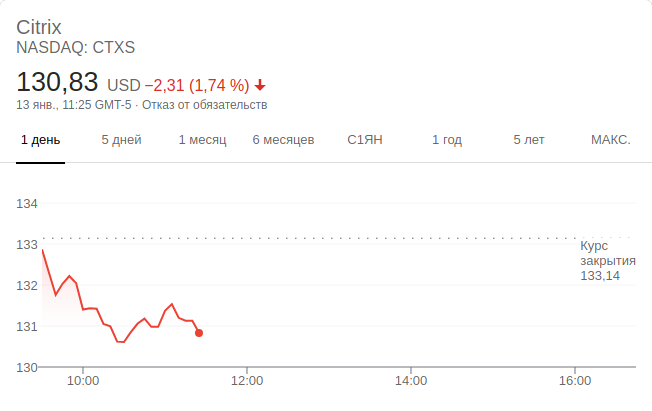 Citrix
NASDAQ: CTXS
130,83 USD −2,31 (1,74 %)
13 янв., 11:25 GMT-5 · Отказ от обязательств
1 день 5 дней 1 месяц 6 месяцев С1ЯН 1 год 5 лет МАКС.
134
133
132
131
130
Курс
закрытия
133,14
10:00 12:00 14:00 16:00